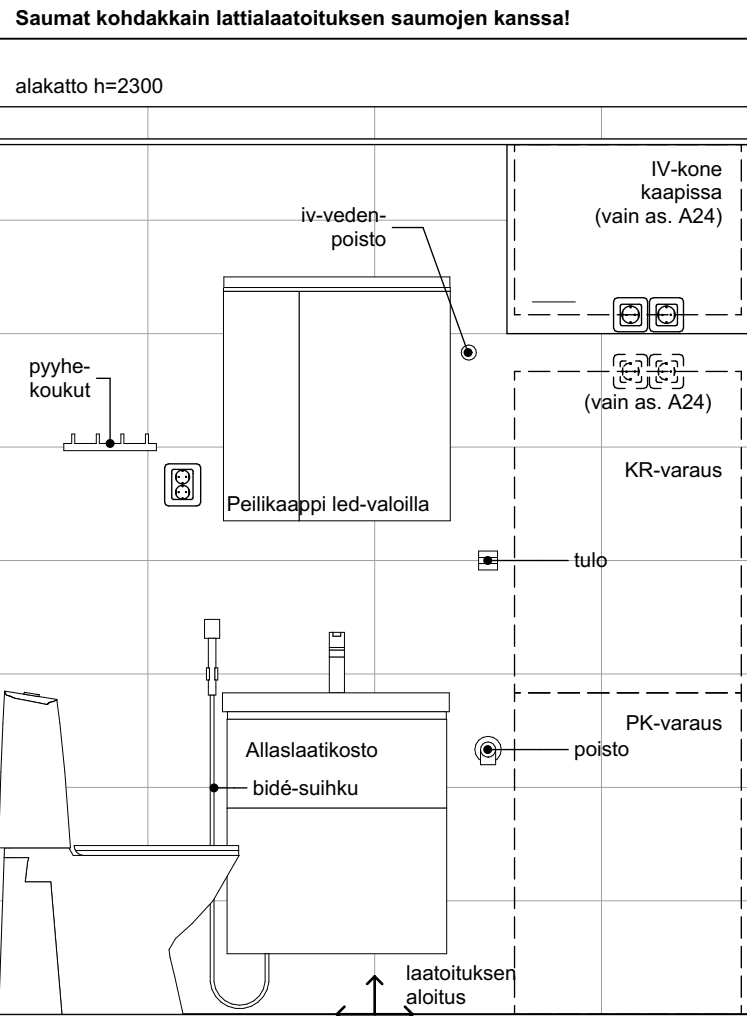 Saumat kohdakkain lattialaatoituksen saumojen kanssa!
alakatto h=2300
IV-kone
kaapissa
(vain as. A24)
iv-veden-
poisto
pyyhe-
koukut
(vain as. A24)
KR-varaus
Peilikaappi led-valoilla
tulo
PK-varaus
Allaslaatikosto
poisto
bidé-suihku
laatoituksen
aloitus